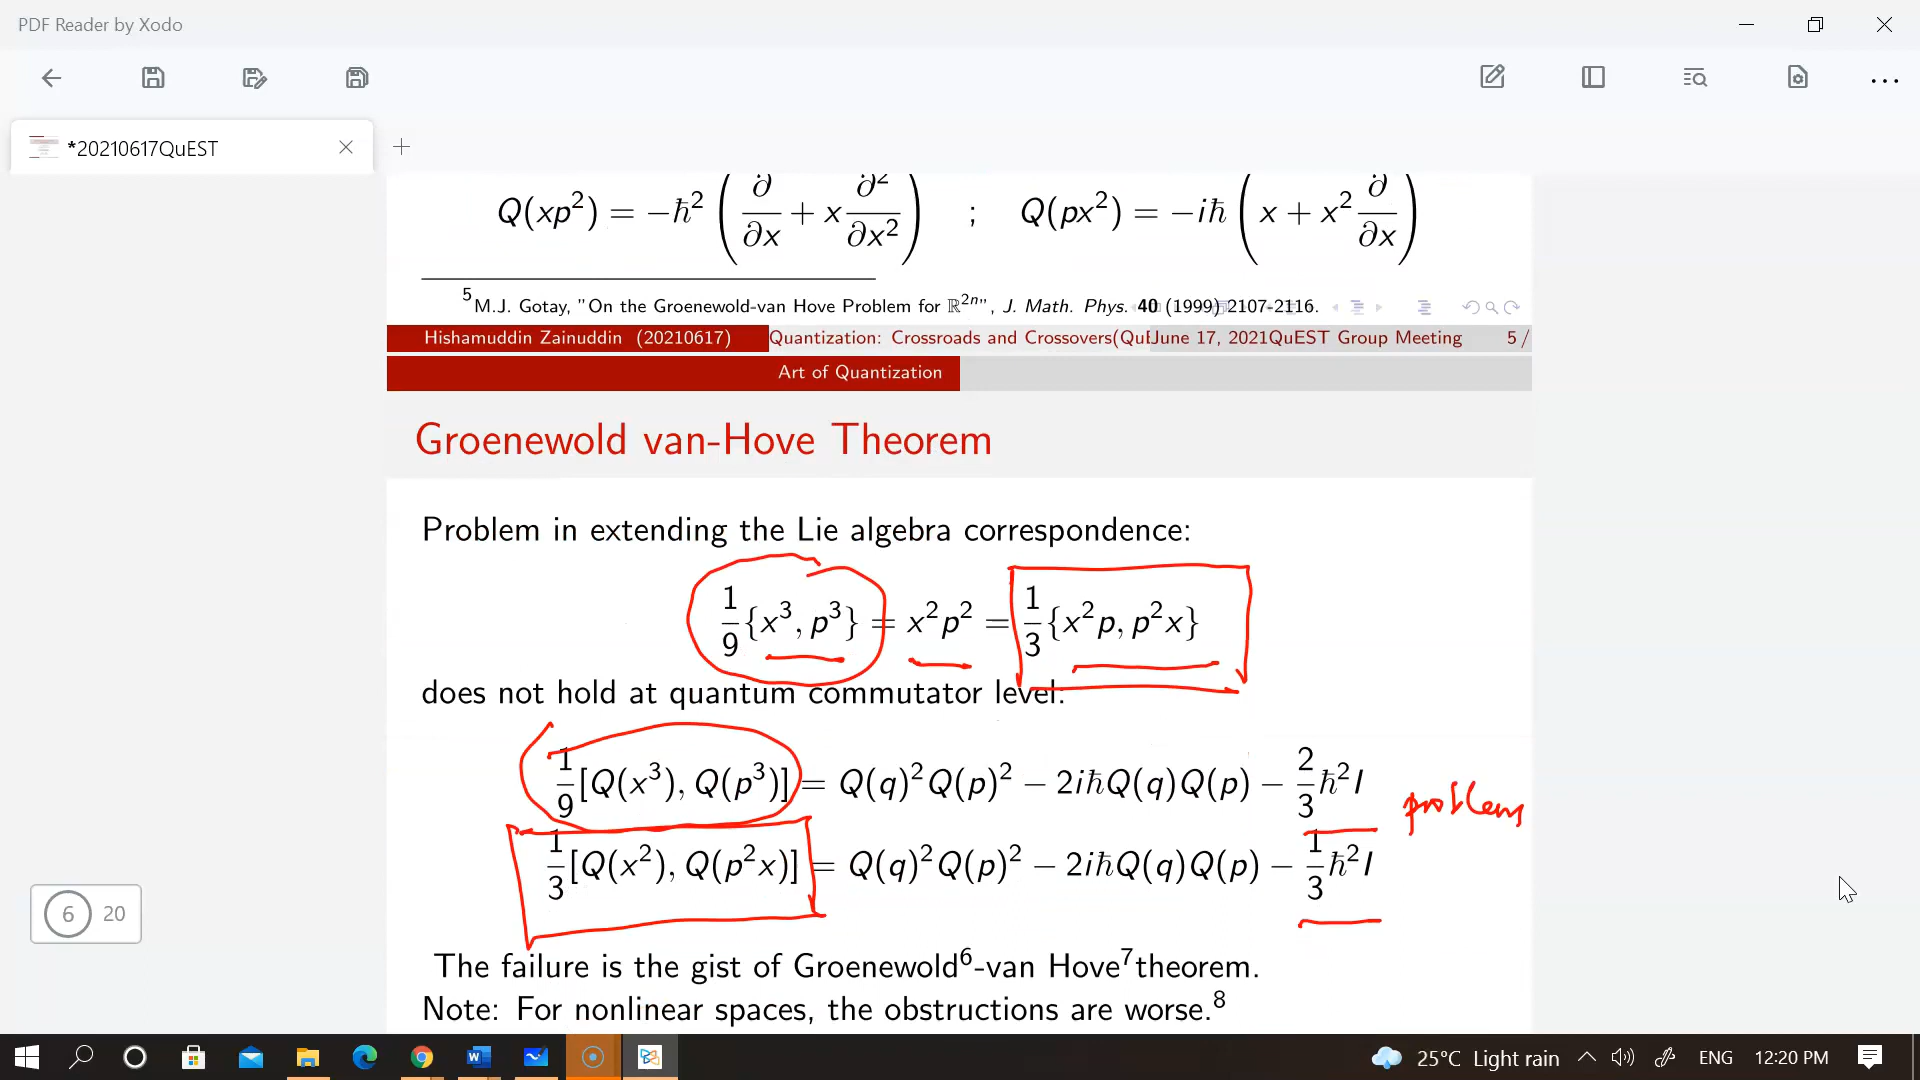 PDF Reader by Xodo
*20210617QuEST
Q(xp²) = −ħ² ( ∂/∂x + x ∂²/∂x² ) ; Q(px²) = −iħ ( x + x² ∂/∂x )
⁵M.J. Gotay, "On the Groenewold-van Hove Problem for ℝ²ⁿ", J. Math. Phys. 40 (1999) 2107-2116.
Hishamuddin Zainuddin (20210617) Quantization: Crossroads and Crossovers(Qu June 17, 2021QuEST Group Meeting 5 /
Art of Quantization
Groenewold van-Hove Theorem
Problem in extending the Lie algebra correspondence:
1/9 {x³, p³} = x²p² = 1/3 {x²p, p²x}
does not hold at quantum commutator level:
1/9 [Q(x³), Q(p³)] = Q(q)²Q(p)² − 2iħQ(q)Q(p) − 2/3 ħ²I
problem
1/3 [Q(x²), Q(p²x)] = Q(q)²Q(p)² − 2iħQ(q)Q(p) − 1/3 ħ²I
The failure is the gist of Groenewold⁶-van Hove⁷theorem.
Note: For nonlinear spaces, the obstructions are worse.⁸
6 20
25°C Light rain ENG 12:20 PM